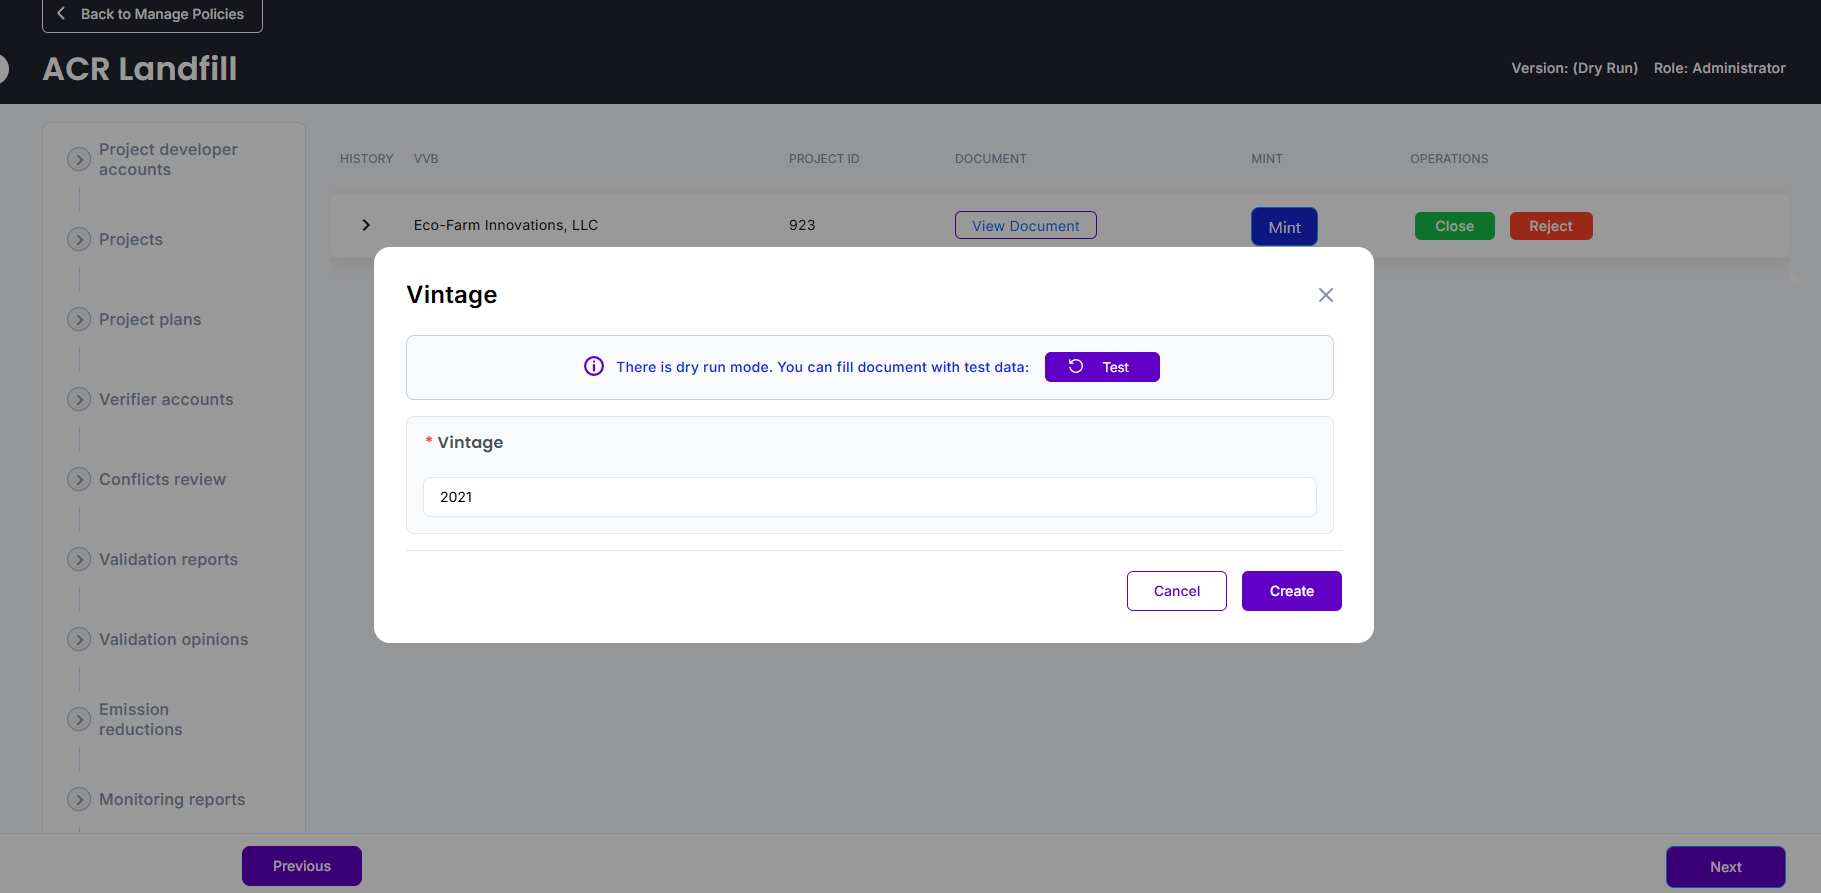 Back to Manage Policies
ACR Landfill
Version: (Dry Run) Role: Administrator
Project developer
accounts
Projects
Project plans
Verifier accounts
Conflicts review
Validation reports
Validation opinions
Emission
reductions
Monitoring reports
HISTORY VVB PROJECT ID DOCUMENT MINT OPERATIONS
Eco-Farm Innovations, LLC 923 View Document Mint Close Reject
Vintage
There is dry run mode. You can fill document with test data: Test
* Vintage
2021
Cancel Create
Previous Next